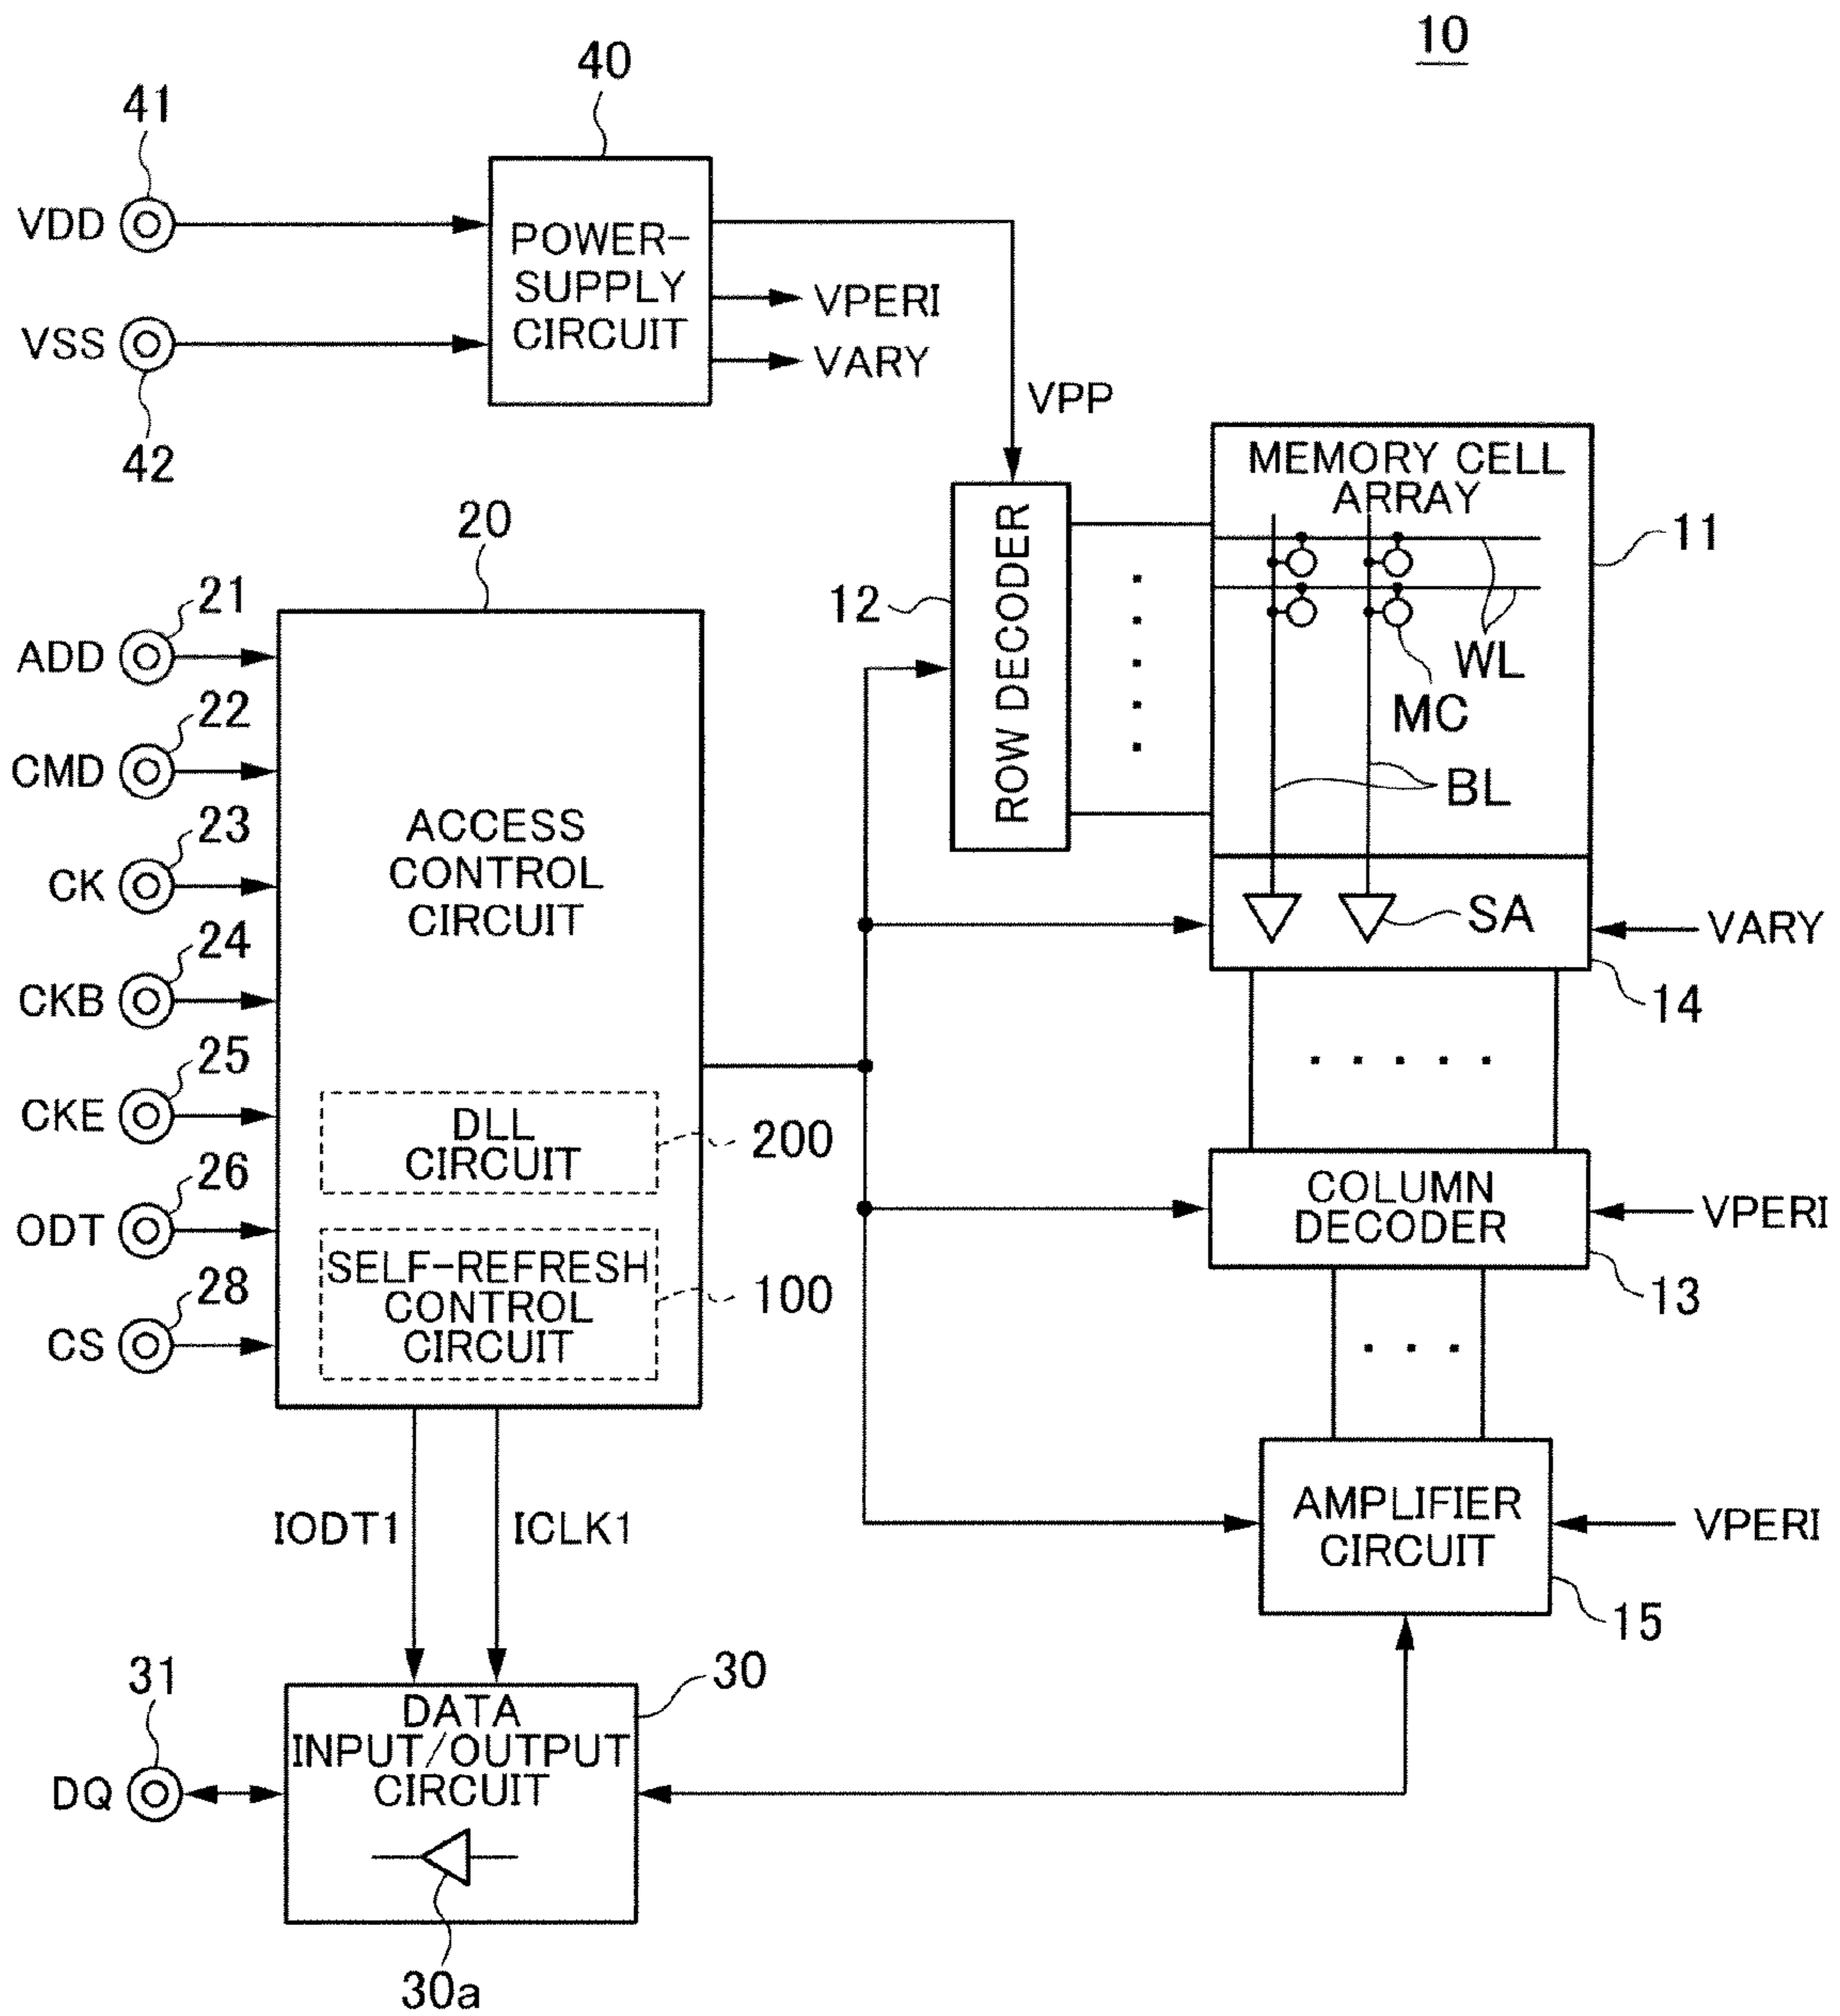 10
40
41
VDD
POWER-
SUPPLY
CIRCUIT
VPERI
VSS
VARY
42
VPP
MEMORY CELL
ARRAY
11
20
ROW DECODER
12
21
ADD
WL
22
MC
CMD
BL
23
ACCESS
CONTROL
CIRCUIT
CK
SA
VARY
24
14
CKB
25
CKE
DLL
CIRCUIT
200
26
COLUMN
DECODER
VPERI
ODT
SELF-REFRESH
CONTROL
CIRCUIT
100
13
28
CS
IODT1
ICLK1
AMPLIFIER
CIRCUIT
VPERI
15
31
30
DATA
INPUT/OUTPUT
CIRCUIT
DQ
30a